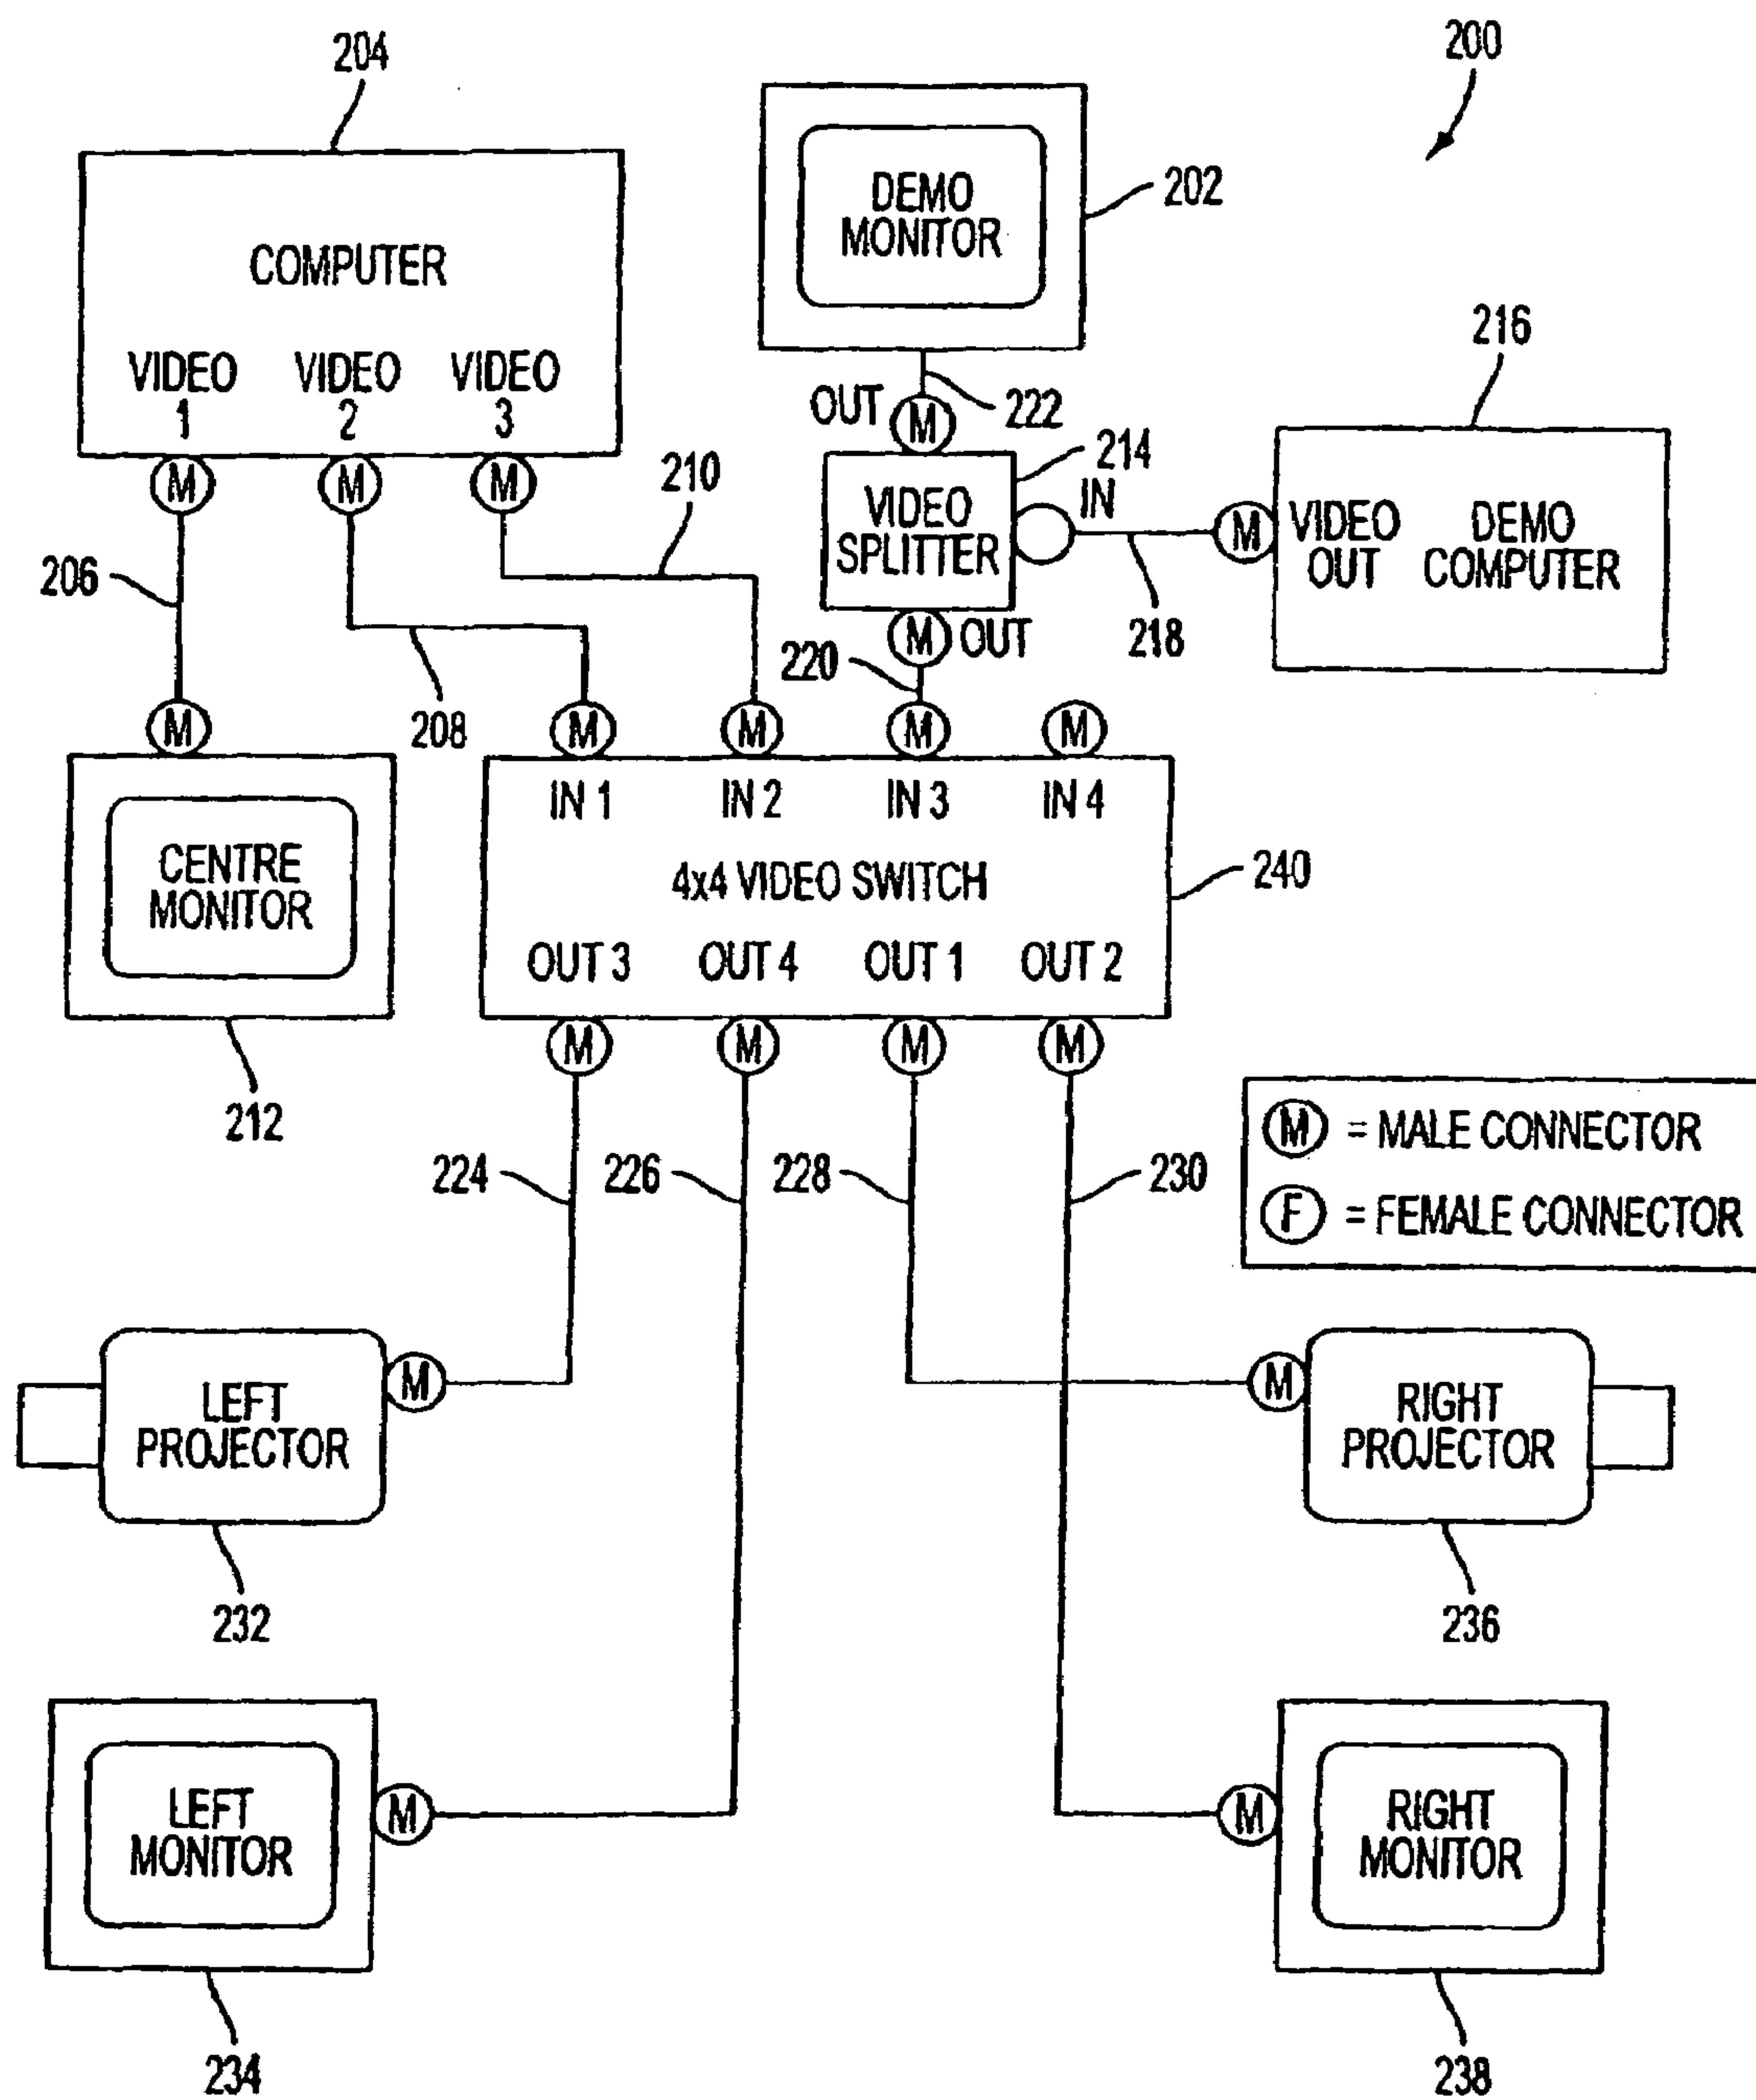 200
204
202
DEMO
MONITOR
COMPUTER
216
VIDEO
1
VIDEO
2
VIDEO
3
OUT
222
M
214
M
M
M
210
VIDEO
SPLITTER
IN
M
VIDEO
OUT
DEMO
COMPUTER
206
M
OUT
218
220
208
M
M
M
M
M
IN 1
IN 2
IN 3
IN 4
CENTRE
MONITOR
4x4 VIDEO SWITCH
240
OUT 3
OUT 4
OUT 1
OUT 2
M
M
M
M
212
M = MALE CONNECTOR
F = FEMALE CONNECTOR
224
226
228
230
LEFT
PROJECTOR
M
M
RIGHT
PROJECTOR
232
236
LEFT
MONITOR
M
M
RIGHT
MONITOR
234
238